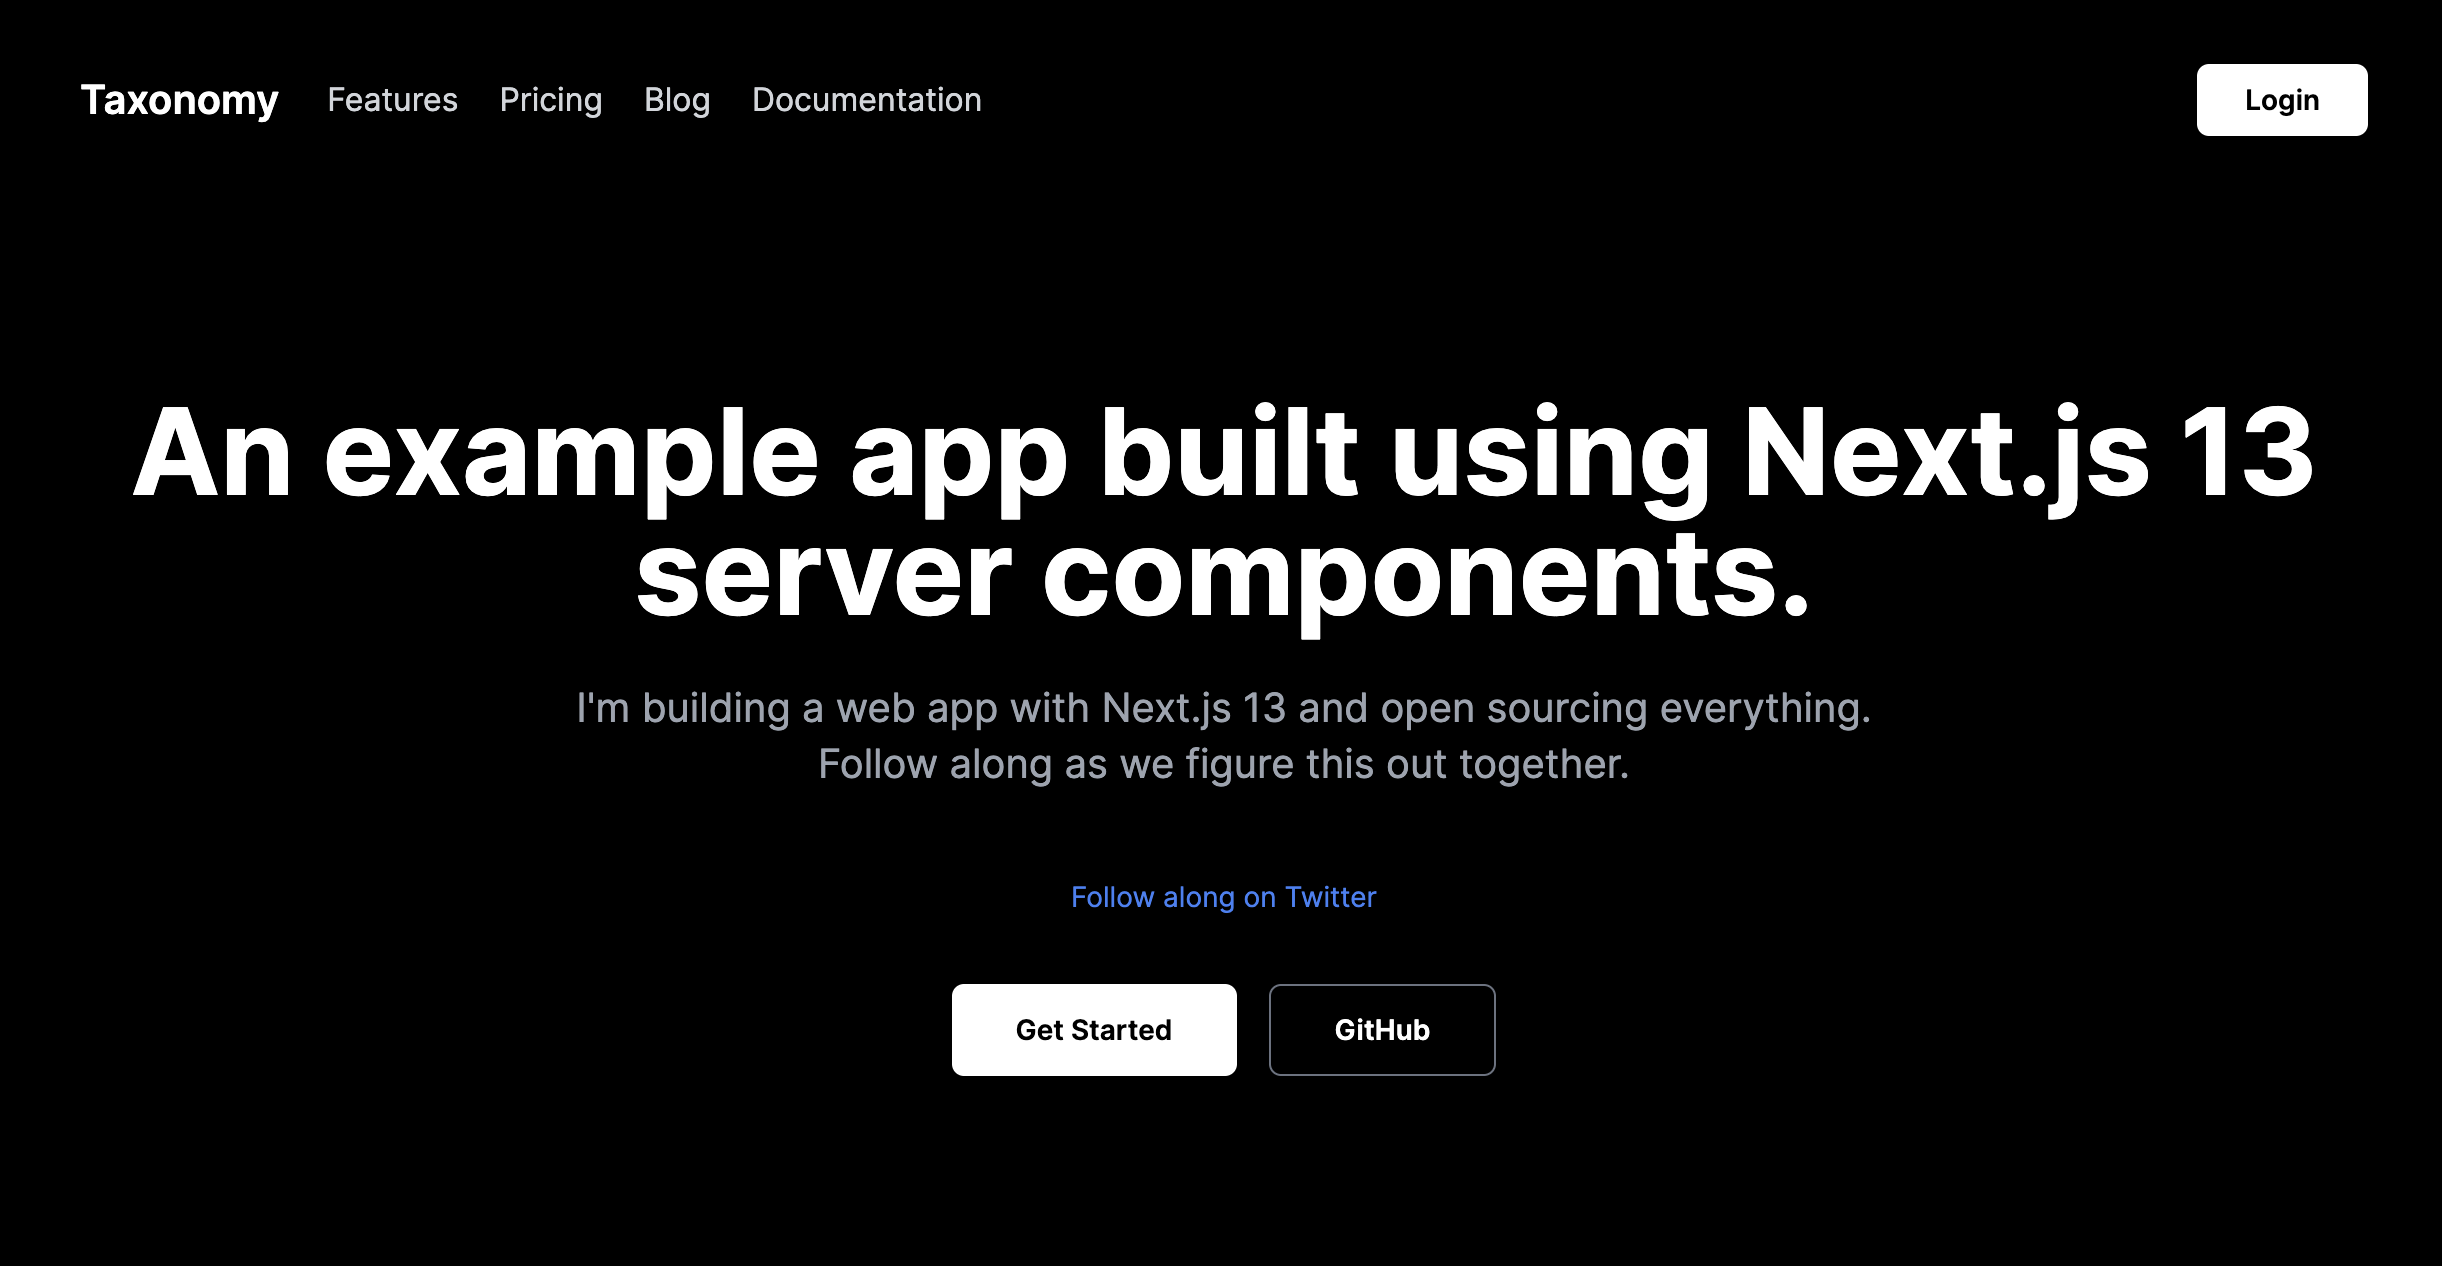 Taxonomy Features Pricing Blog Documentation Login
An example app built using Next.js 13
server components.
I'm building a web app with Next.js 13 and open sourcing everything.
Follow along as we figure this out together.
Follow along on Twitter
Get Started GitHub